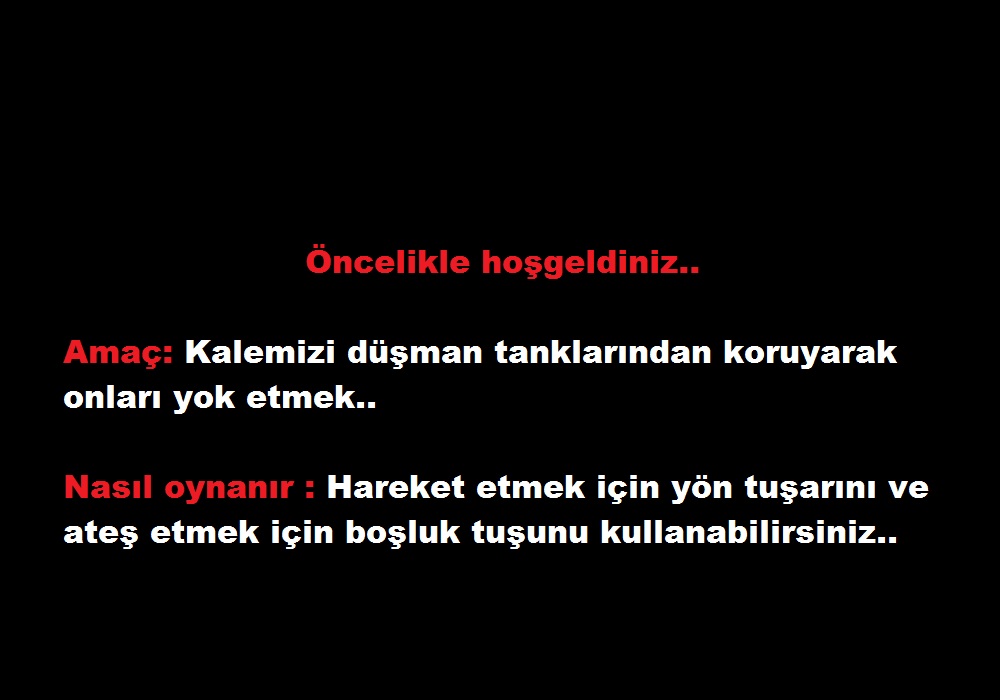 Öncelikle hoşgeldiniz..
Amaç: Kalemizi düşman tanklarından koruyarak
onları yok etmek..
Nasıl oynanır : Hareket etmek için yön tuşarını ve
ateş etmek için boşluk tuşunu kullanabilirsiniz..